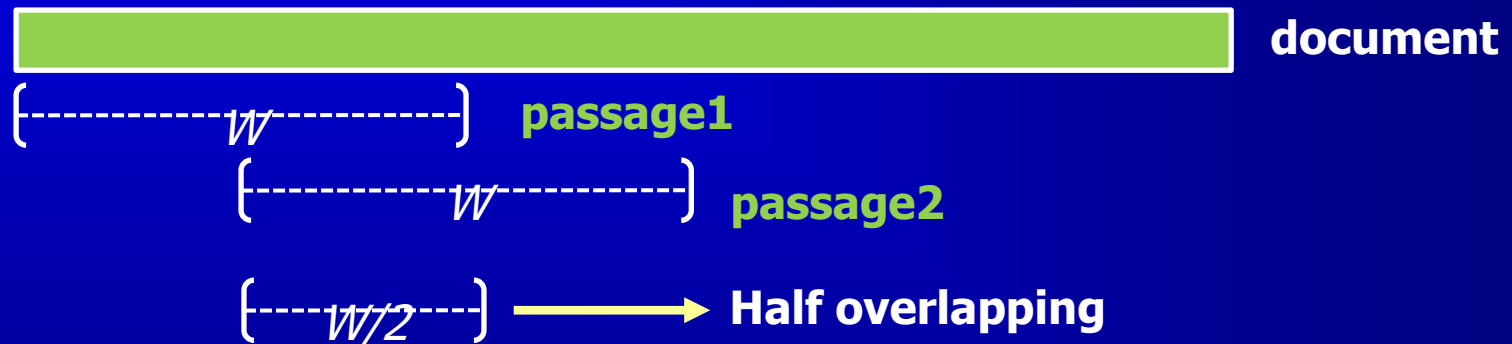 document
W
passage1
W
passage2
W/2
Half overlapping